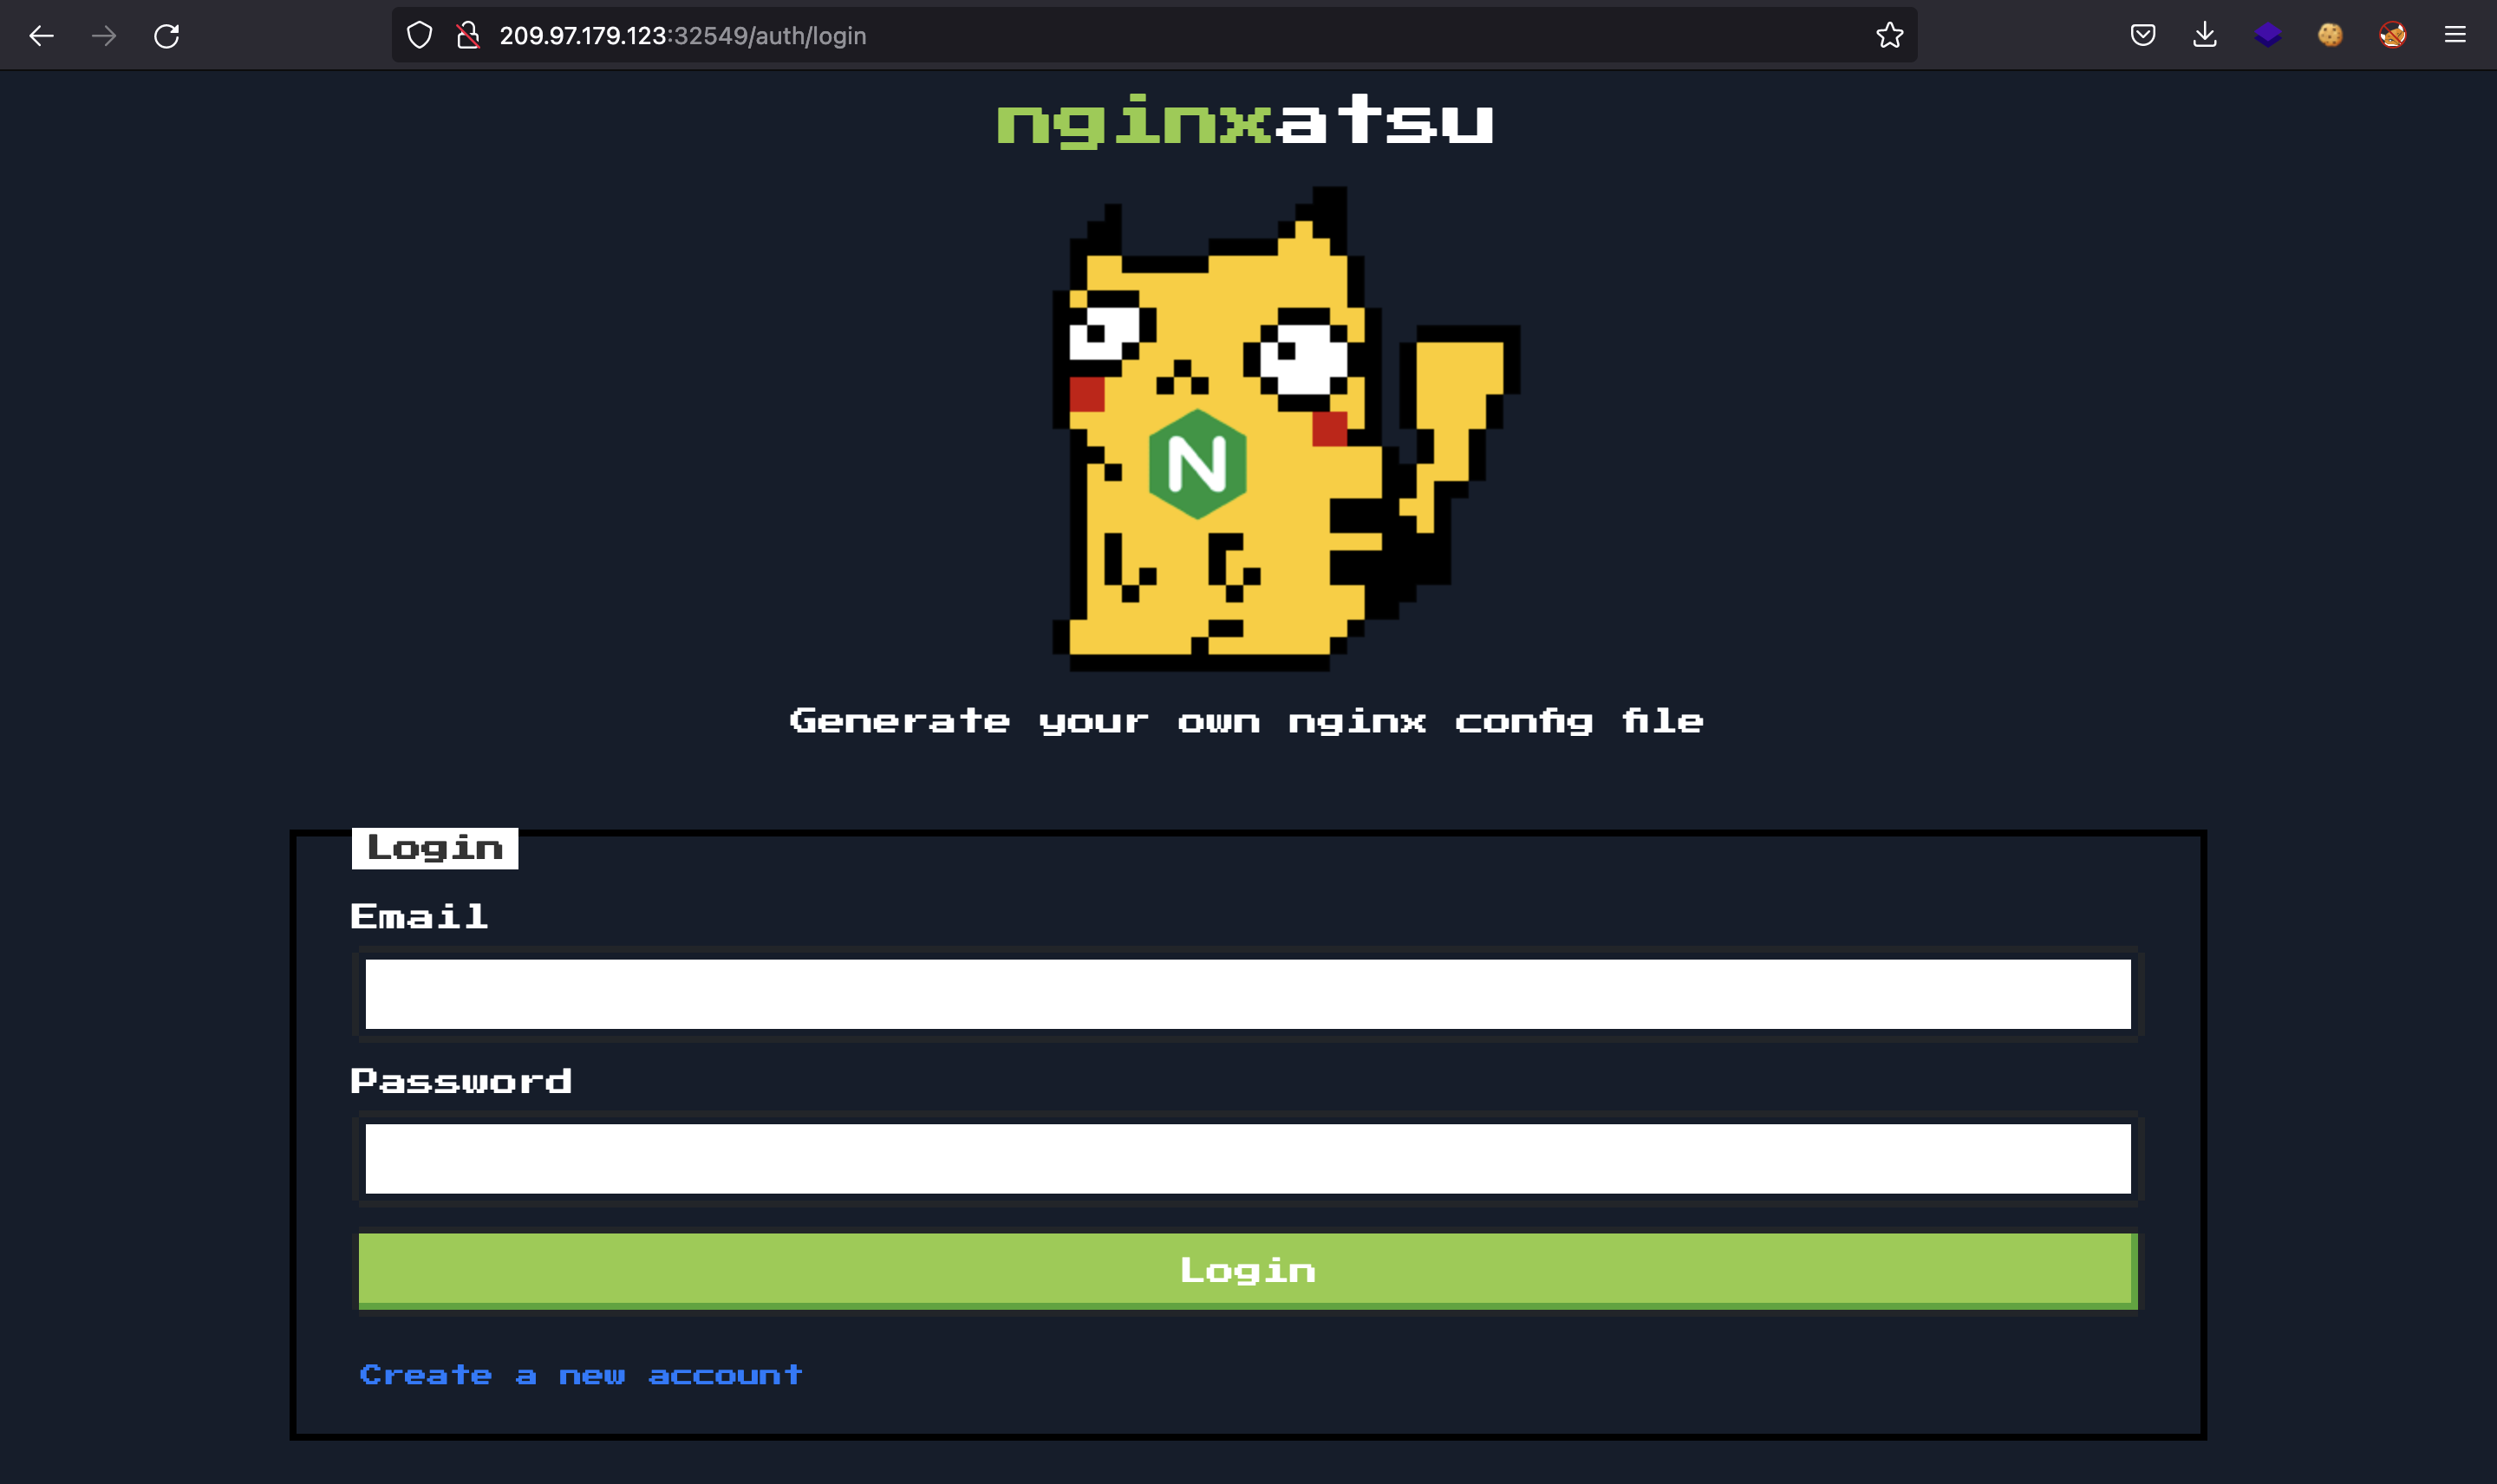 209.97.179.123:32549/auth/login
nginxatsu
N
Generate your own nginx config file
Login
Email
Password
Login
Create a new account